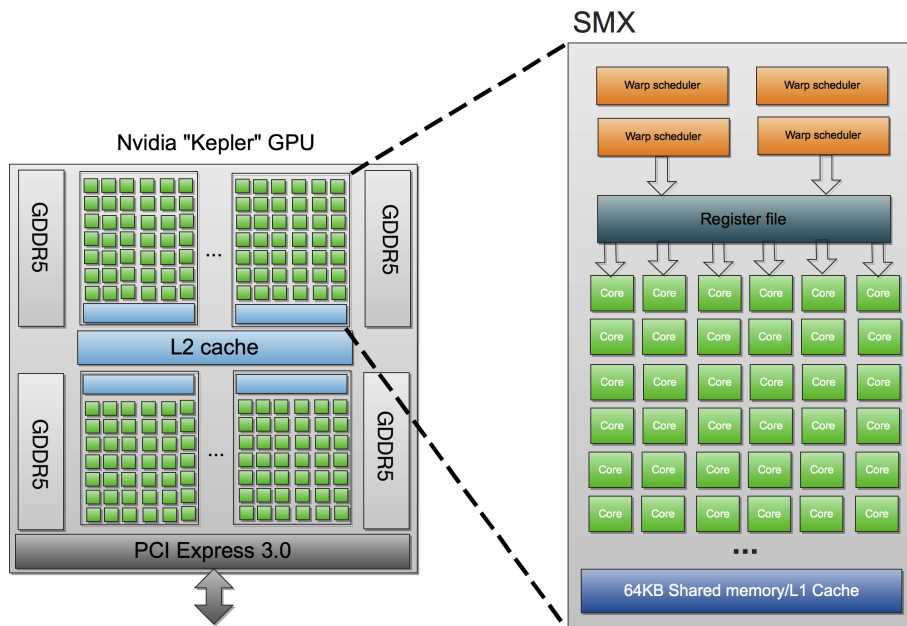 SMX
Warp scheduler
Warp scheduler
Warp scheduler
Warp scheduler
Nvidia "Kepler" GPU
GDDR5
...
GDDR5
L2 cache
GDDR5
...
GDDR5
PCI Express 3.0
Register file
Core Core Core Core Core Core
Core Core Core Core Core Core
Core Core Core Core Core Core
Core Core Core Core Core Core
Core Core Core Core Core Core
Core Core Core Core Core Core
...
64KB Shared memory/L1 Cache